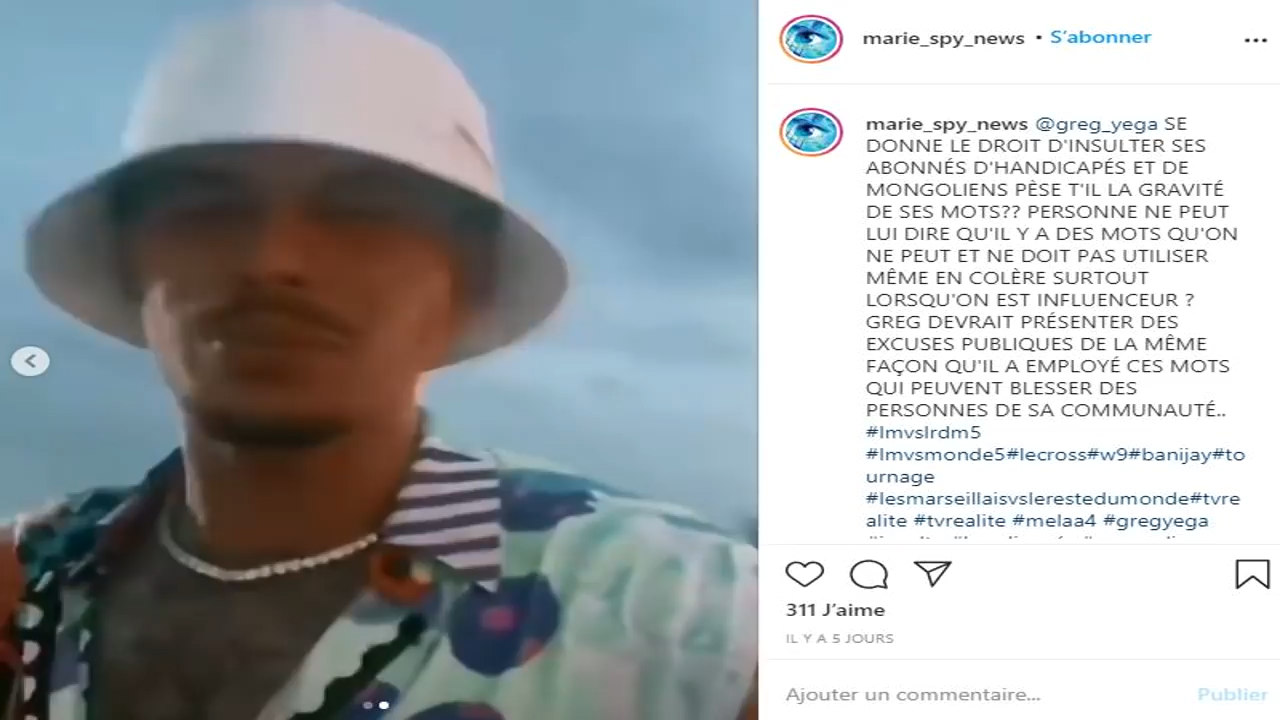 marie_spy_news • S'abonner
marie_spy_news @greg_yega SE
DONNE LE DROIT D'INSULTER SES
ABONNÉS D'HANDICAPÉS ET DE
MONGOLIENS PÈSE T'IL LA GRAVITÉ
DE SES MOTS?? PERSONNE NE PEUT
LUI DIRE QU'IL Y A DES MOTS QU'ON
NE PEUT ET NE DOIT PAS UTILISER
MÊME EN COLÈRE SURTOUT
LORSQU'ON EST INFLUENCEUR ?
GREG DEVRAIT PRÉSENTER DES
EXCUSES PUBLIQUES DE LA MÊME
FAÇON QU'IL A EMPLOYÉ CES MOTS
QUI PEUVENT BLESSER DES
PERSONNES DE SA COMMUNAUTÉ..
#lmvslrdm5
#lmvsmonde5#lecross#w9#banijay#to
urnage
#lesmarseillaisvslerestedumonde#tvre
alite #tvrealite #melaa4 #gregyega
311 J'aime
IL Y A 5 JOURS
Ajouter un commentaire... Publier